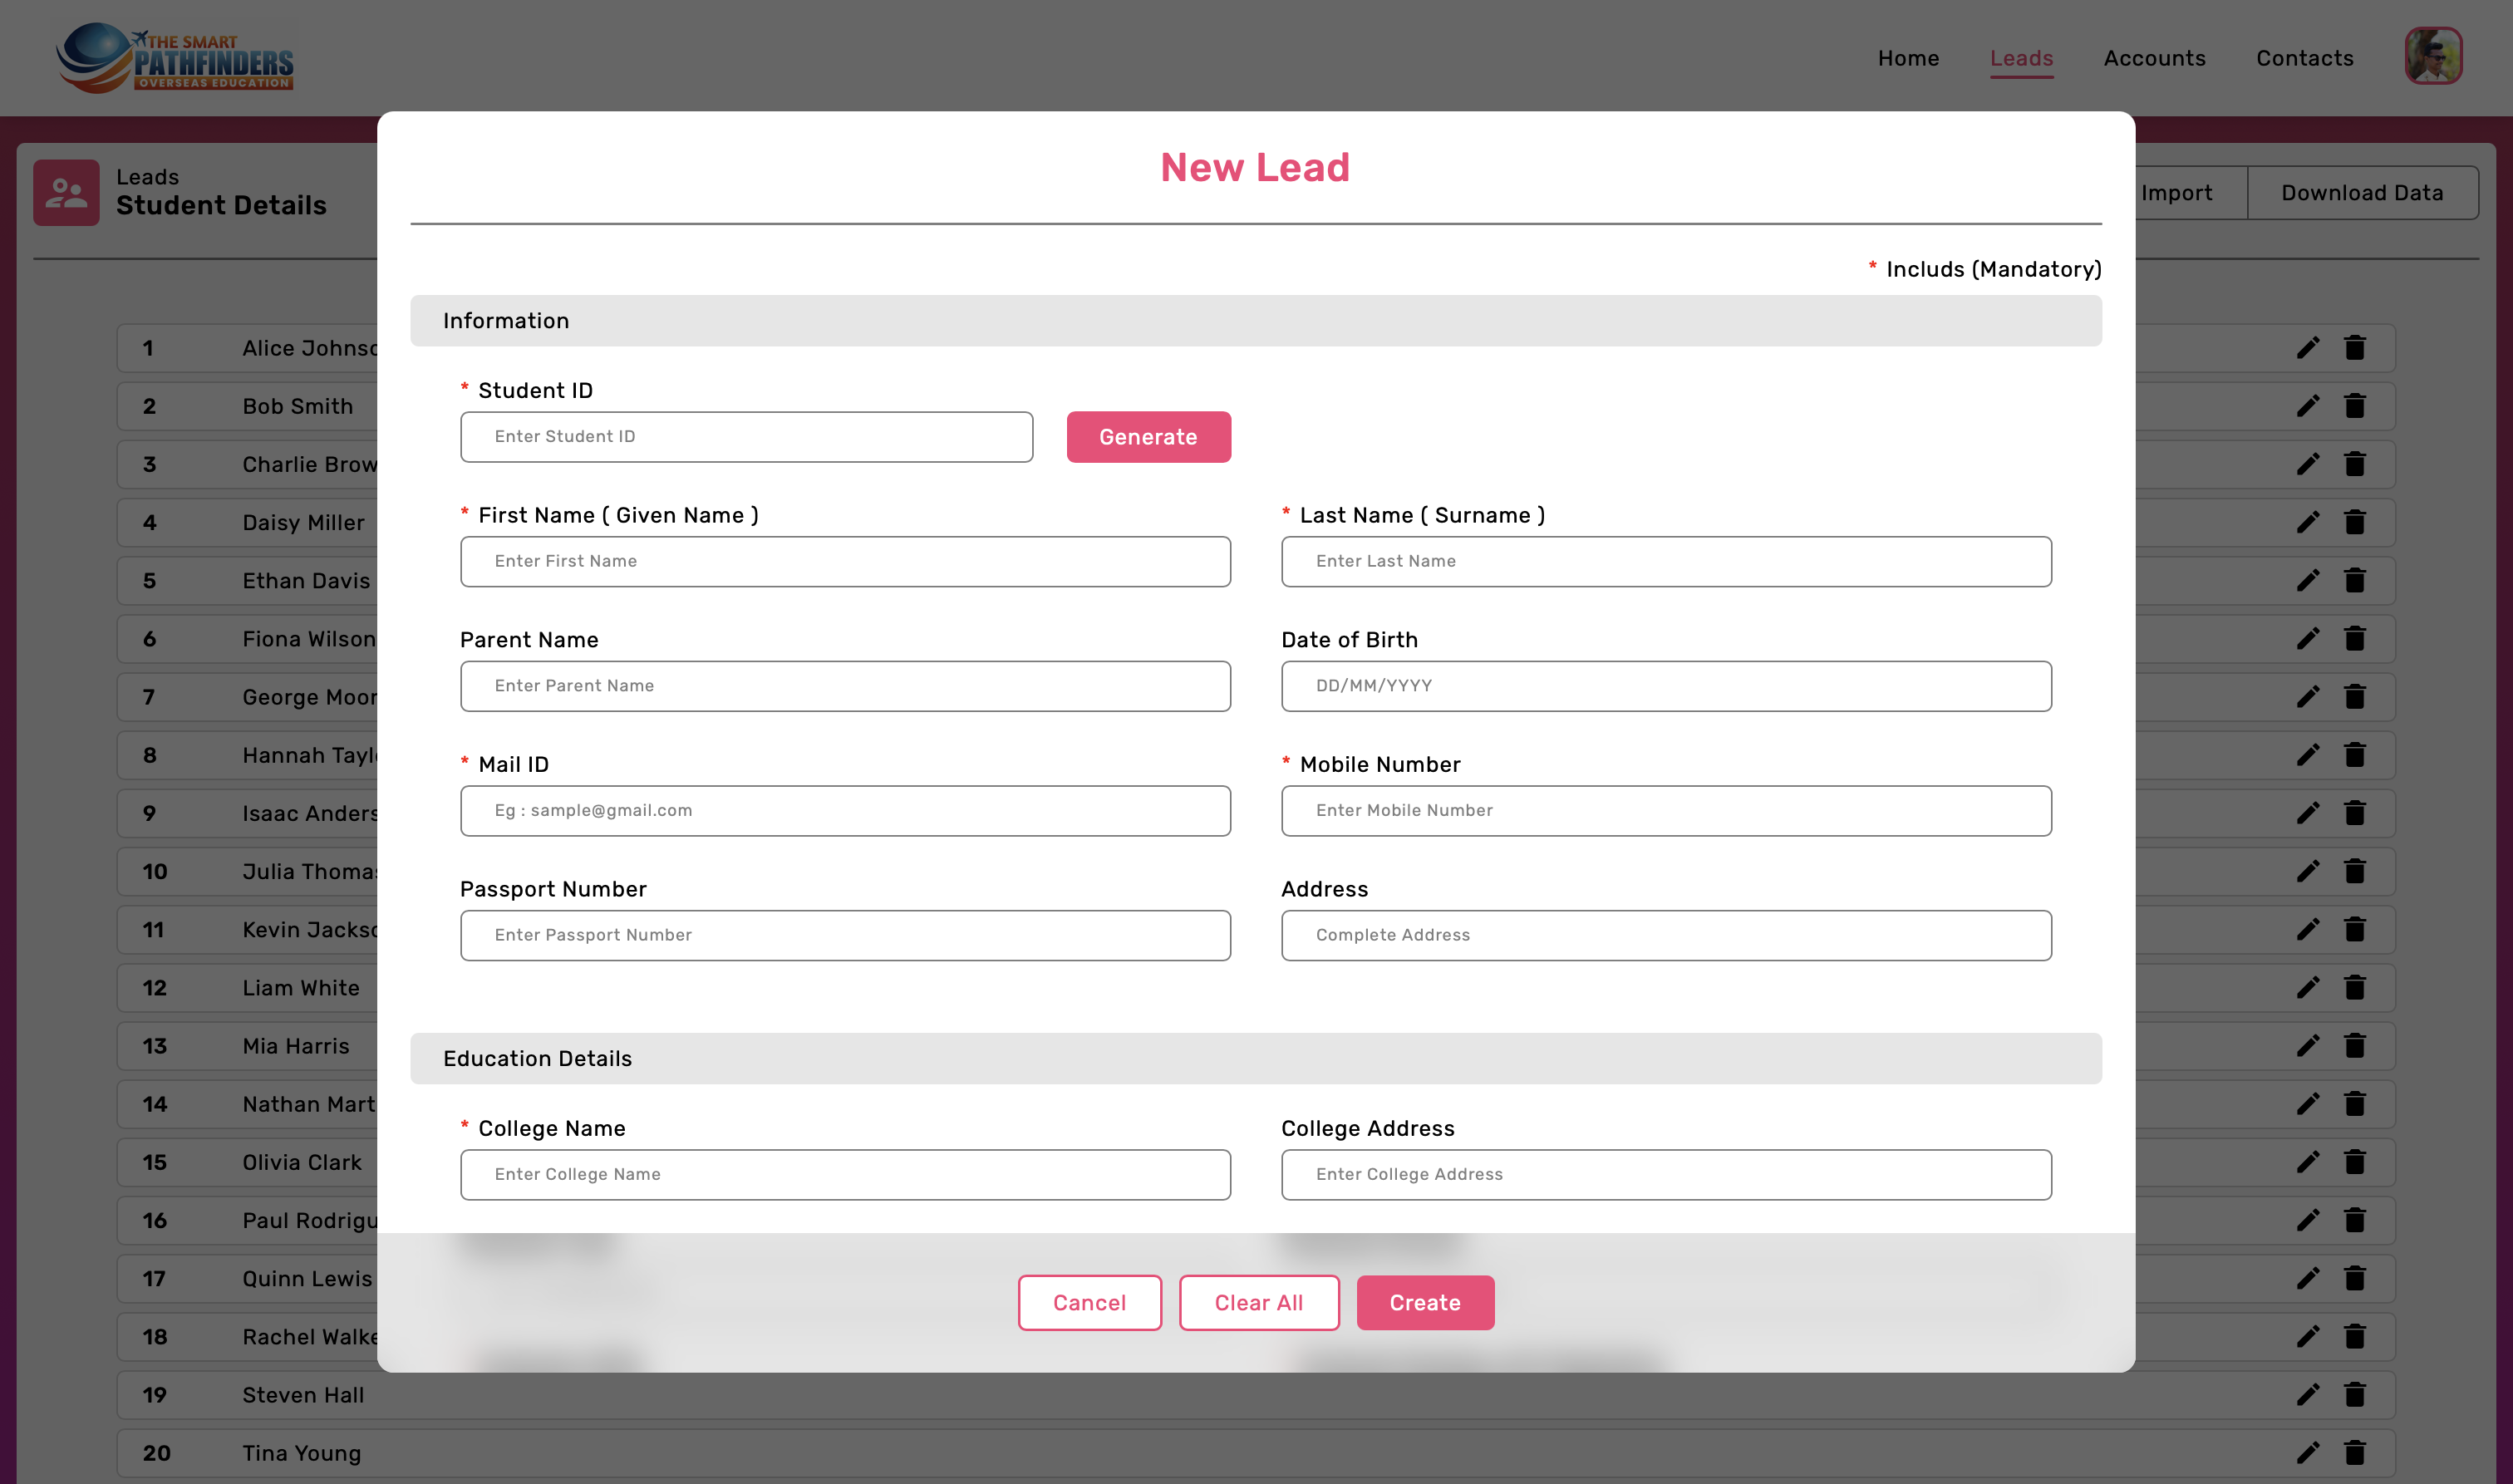 THE SMART
PATHFINDERS
OVERSEAS EDUCATION
Home
Leads
Accounts
Contacts
Leads
Student Details
Import
Download Data
New Lead
* Includs (Mandatory)
Information
* Student ID
Enter Student ID
Generate
* First Name ( Given Name )
* Last Name ( Surname )
Enter First Name
Enter Last Name
Parent Name
Date of Birth
Enter Parent Name
DD/MM/YYYY
* Mail ID
* Mobile Number
Eg : sample@gmail.com
Enter Mobile Number
Passport Number
Address
Enter Passport Number
Complete Address
Education Details
* College Name
College Address
Enter College Name
Enter College Address
Cancel
Clear All
Create
1 Alice Johnso
2 Bob Smith
3 Charlie Brow
4 Daisy Miller
5 Ethan Davis
6 Fiona Wilson
7 George Moor
8 Hannah Tayl
9 Isaac Anders
10 Julia Thomas
11 Kevin Jackso
12 Liam White
13 Mia Harris
14 Nathan Mart
15 Olivia Clark
16 Paul Rodrigu
17 Quinn Lewis
18 Rachel Walke
19 Steven Hall
20 Tina Young